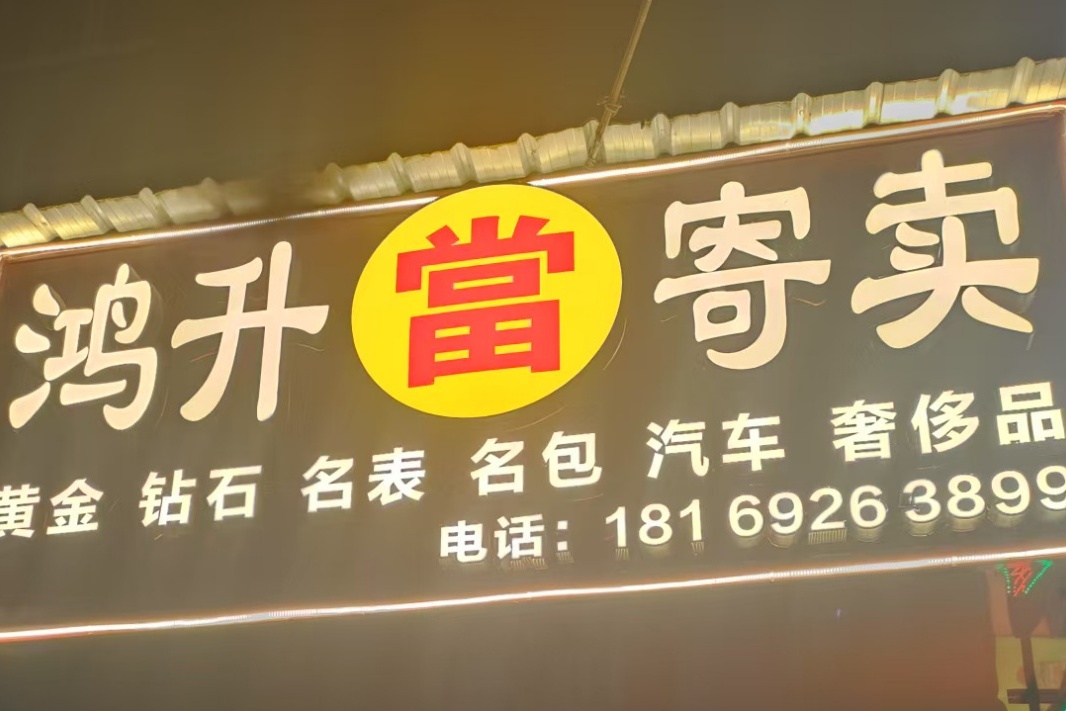 鸿升當寄卖
黄金 钻石 名表 名包 汽车 奢侈品
电话：181 6926 3899